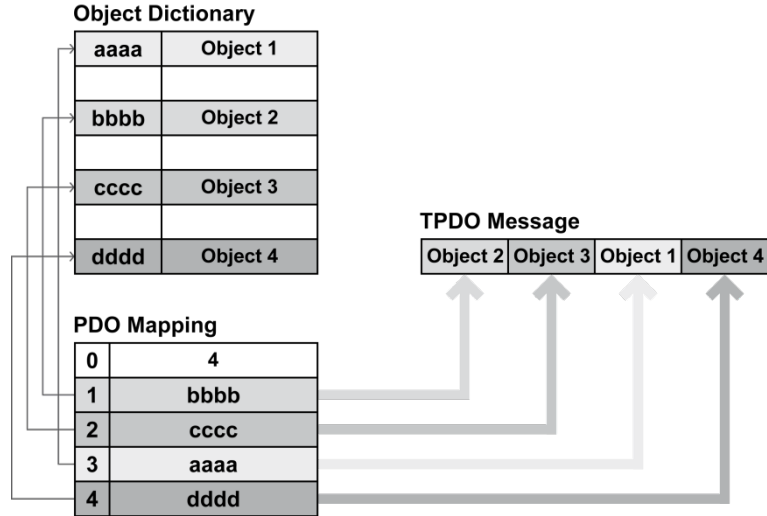 Object Dictionary
aaaa Object 1
bbbb Object 2
cccc Object 3
dddd Object 4
TPDO Message
Object 2 Object 3 Object 1 Object 4
PDO Mapping
0 4
1 bbbb
2 cccc
3 aaaa
4 dddd